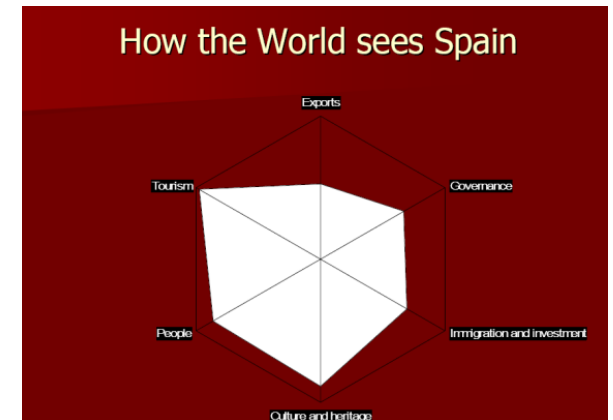 How the World sees Spain
Exports
Tourism
Governance
People
Immigration and investment
Culture and heritage